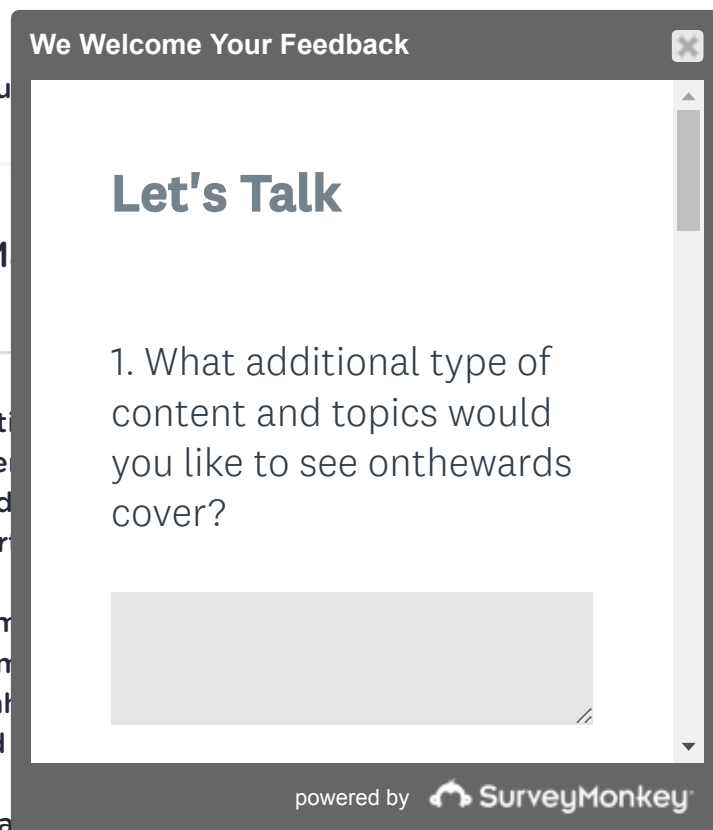 We Welcome Your Feedback
Let's Talk
1. What additional type of
content and topics would
you like to see onthewards
cover?
powered by SurveyMonkey